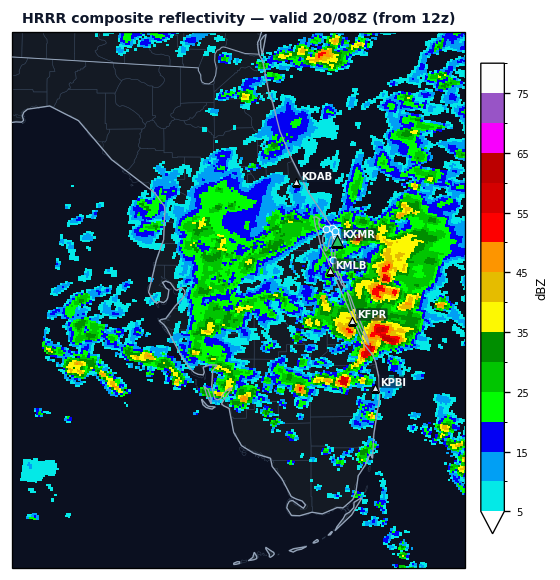 HRRR composite reflectivity — valid 20/08Z (from 12z)
KDAB
KXMR
KMLB
KFPR
KPBI
75
65
55
45
35
25
15
5
dBZ